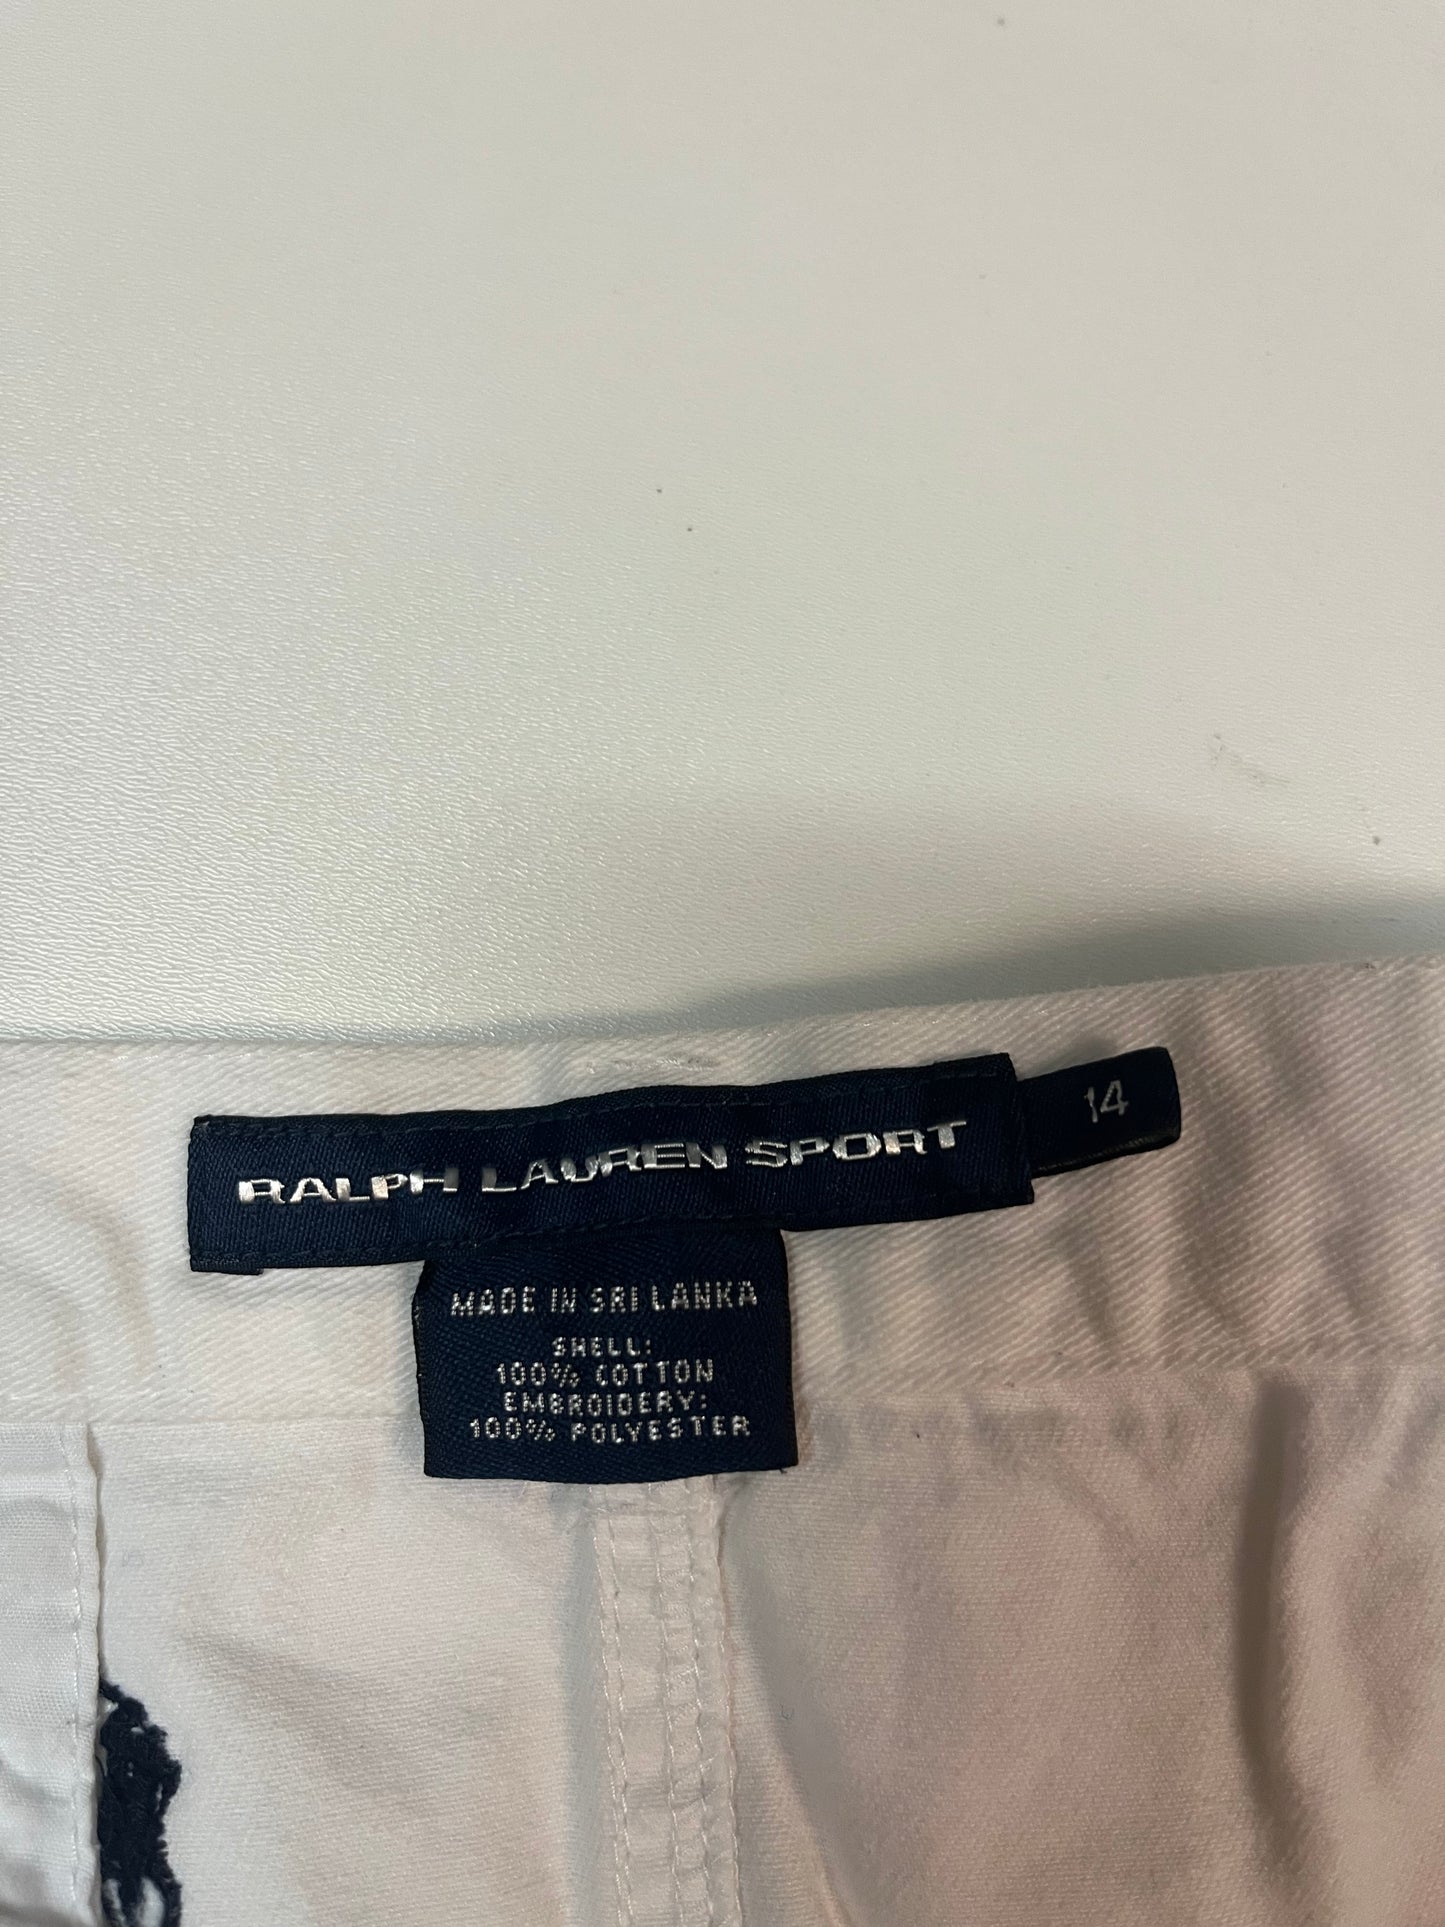 RALPH LAUREN SPORT
14
MADE IN SRI LANKA
SHELL:
100% COTTON
EMBROIDERY:
100% POLYESTER